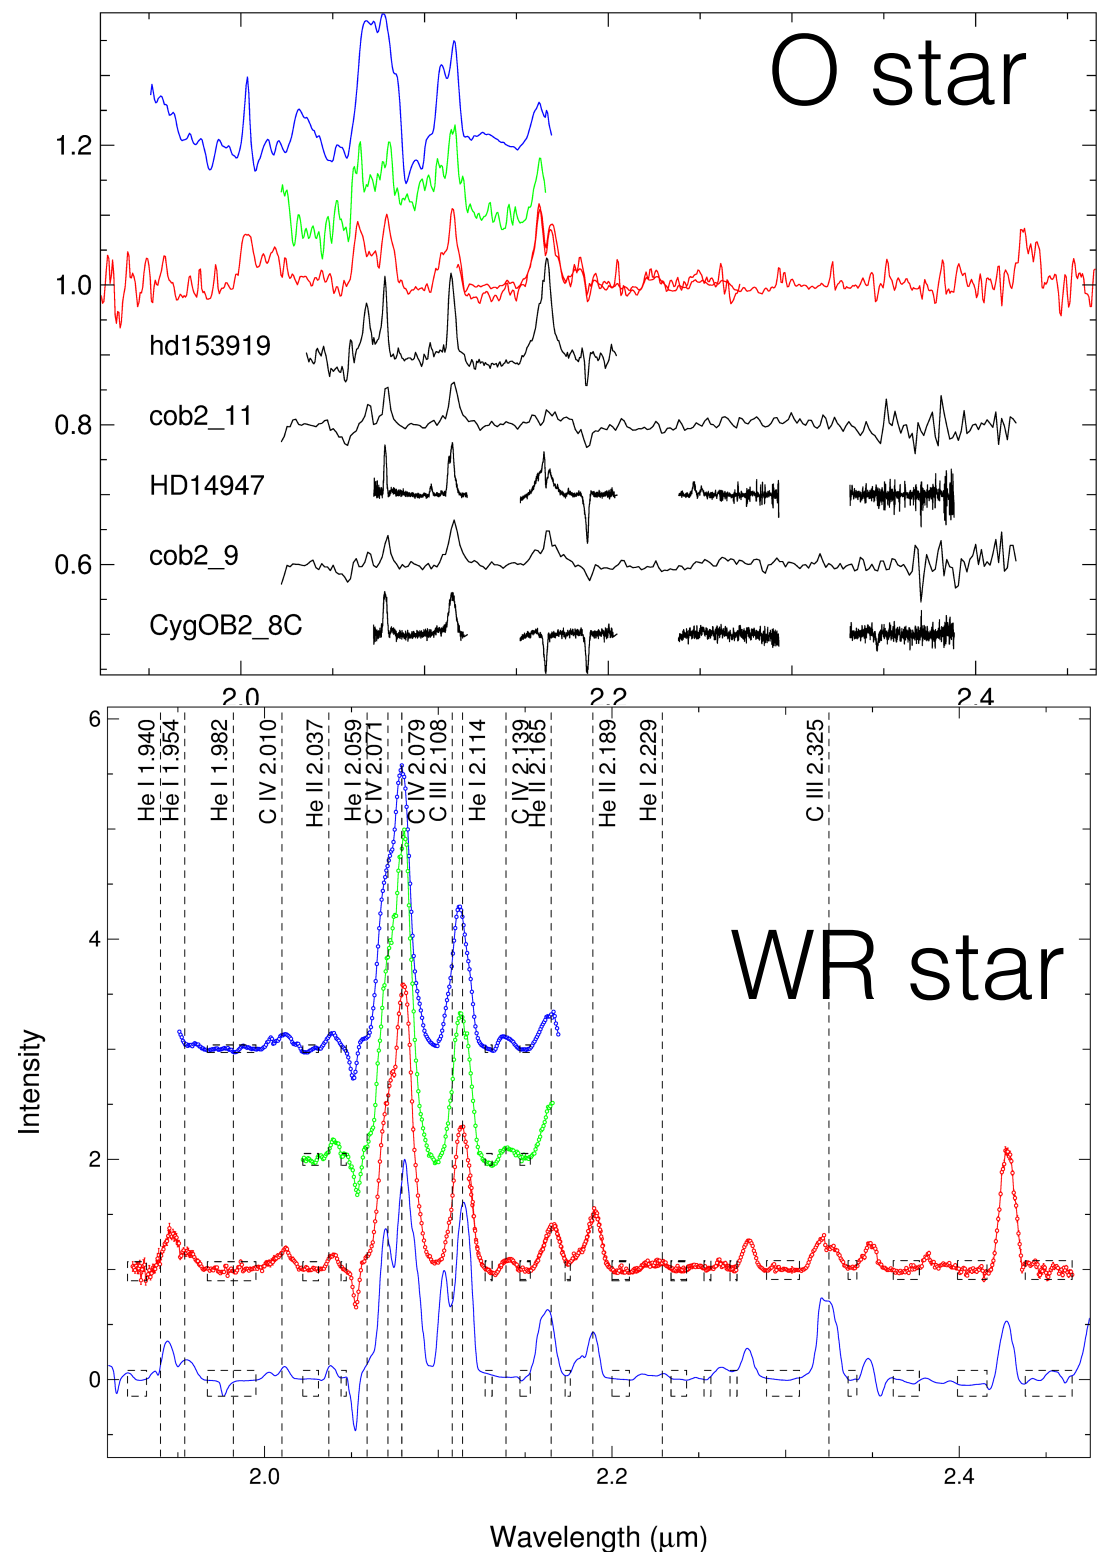 O star
1.2
1.0
hd153919
cob2_11
0.8
HD14947
cob2_9
0.6
CygOB2_8C
2.0 2.2 2.4
6
He I 1.940
He I 1.954
He I 1.982
C IV 2.010
He II 2.037
He I 2.059
C IV 2.071
C IV 2.079
C III 2.108
He I 2.114
C IV 2.139
He II 2.165
He II 2.189
He I 2.229
C III 2.325
4
WR star
Intensity
2
0
2.0 2.2 2.4
Wavelength (μm)